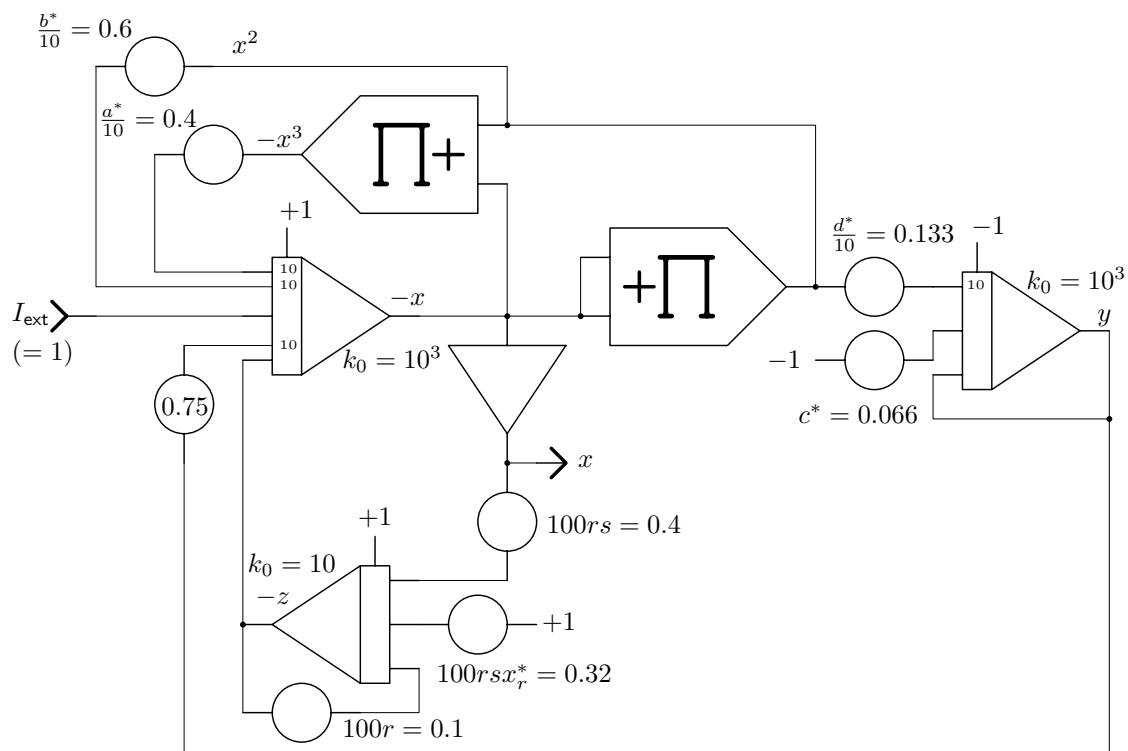 b*/10 = 0.6
x²
a*/10 = 0.4
−x³
∏+
+1
10
10
10
I_ext
(= 1)
−x
k₀ = 10³
0.75
+∏
d*/10 = 0.133
−1
10
k₀ = 10³
y
−1
c* = 0.066
x
100rs = 0.4
+1
k₀ = 10
−z
+1
100rsx_r* = 0.32
100r = 0.1